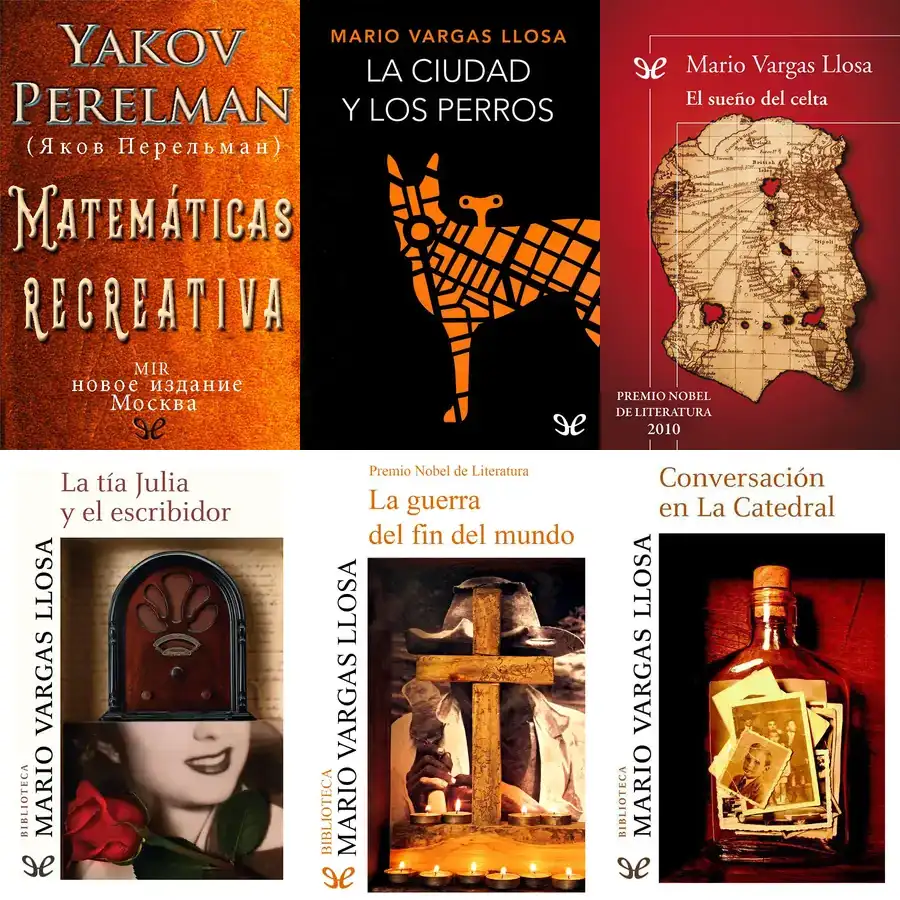 YAKOV
PERELMAN
(Яков Перельман)
MATEMÁTICAS
RECREATIVA
MIR
новое издание
Москва
MARIO VARGAS LLOSA
LA CIUDAD
Y LOS PERROS
Mario Vargas Llosa
El sueño del celta
Tripoli
PREMIO NOBEL
DE LITERATURA
2010
La tía Julia
y el escribidor
BIBLIOTECA
MARIO VARGAS LLOSA
Premio Nobel de Literatura
La guerra
del fin del mundo
BIBLIOTECA
MARIO VARGAS LLOSA
Conversación
en La Catedral
BIBLIOTECA
MARIO VARGAS LLOSA